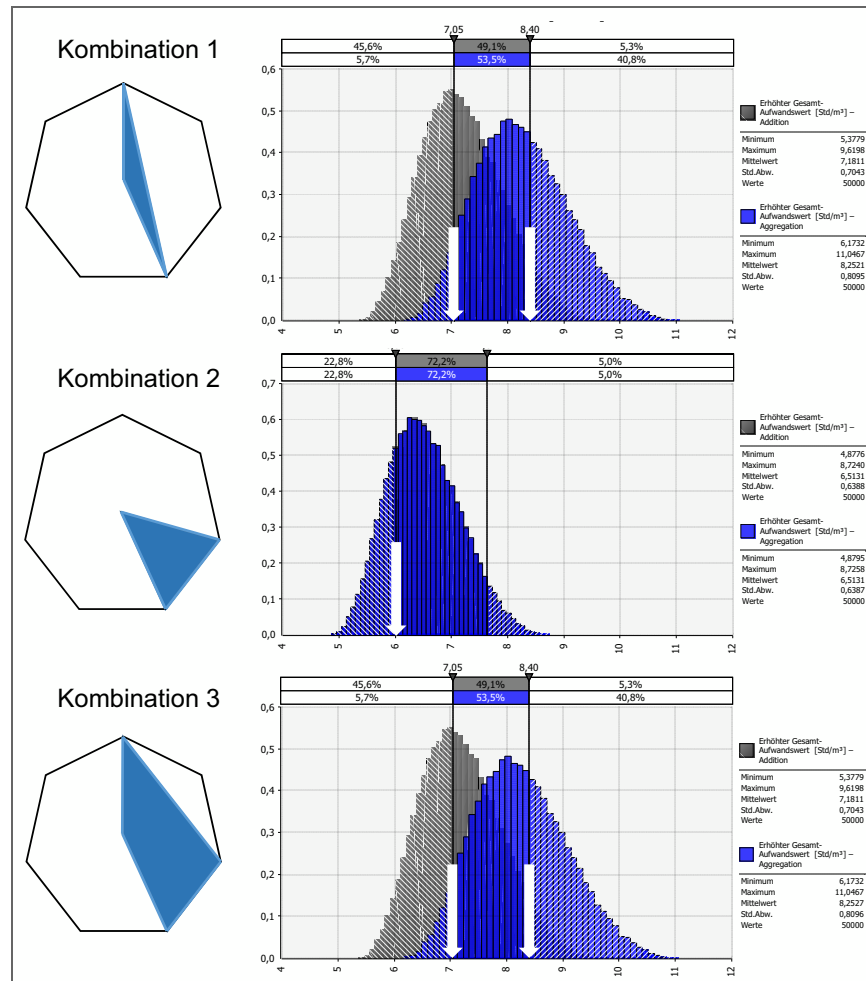 Kombination 1
7,05 8,40
45,6% 49,1% 5,3%
5,7% 53,5% 40,8%
0,6
0,5
0,4
0,3
0,2
0,1
0,0
4 5 6 7 8 9 10 11 12
Erhöhter Gesamt-
Aufwandswert [Std/m³] –
Addition
Minimum 5,3779
Maximum 9,6198
Mittelwert 7,1811
Std.Abw. 0,7043
Werte 50000
Erhöhter Gesamt-
Aufwandswert [Std/m³] –
Aggregation
Minimum 6,1732
Maximum 11,0467
Mittelwert 8,2521
Std.Abw. 0,8095
Werte 50000
Kombination 2
22,8% 72,2% 5,0%
22,8% 72,2% 5,0%
0,7
0,6
0,5
0,4
0,3
0,2
0,1
0,0
4 5 6 7 8 9 10 11 12
Erhöhter Gesamt-
Aufwandswert [Std/m³] –
Addition
Minimum 4,8776
Maximum 8,7240
Mittelwert 6,5131
Std.Abw. 0,6388
Werte 50000
Erhöhter Gesamt-
Aufwandswert [Std/m³] –
Aggregation
Minimum 4,8795
Maximum 8,7258
Mittelwert 6,5131
Std.Abw. 0,6387
Werte 50000
Kombination 3
7,05 8,40
45,6% 49,1% 5,3%
5,7% 53,5% 40,8%
0,6
0,5
0,4
0,3
0,2
0,1
0,0
4 5 6 7 8 9 10 11 12
Erhöhter Gesamt-
Aufwandswert [Std/m³] –
Addition
Minimum 5,3779
Maximum 9,6198
Mittelwert 7,1811
Std.Abw. 0,7043
Werte 50000
Erhöhter Gesamt-
Aufwandswert [Std/m³] –
Aggregation
Minimum 6,1732
Maximum 11,0467
Mittelwert 8,2527
Std.Abw. 0,8096
Werte 50000